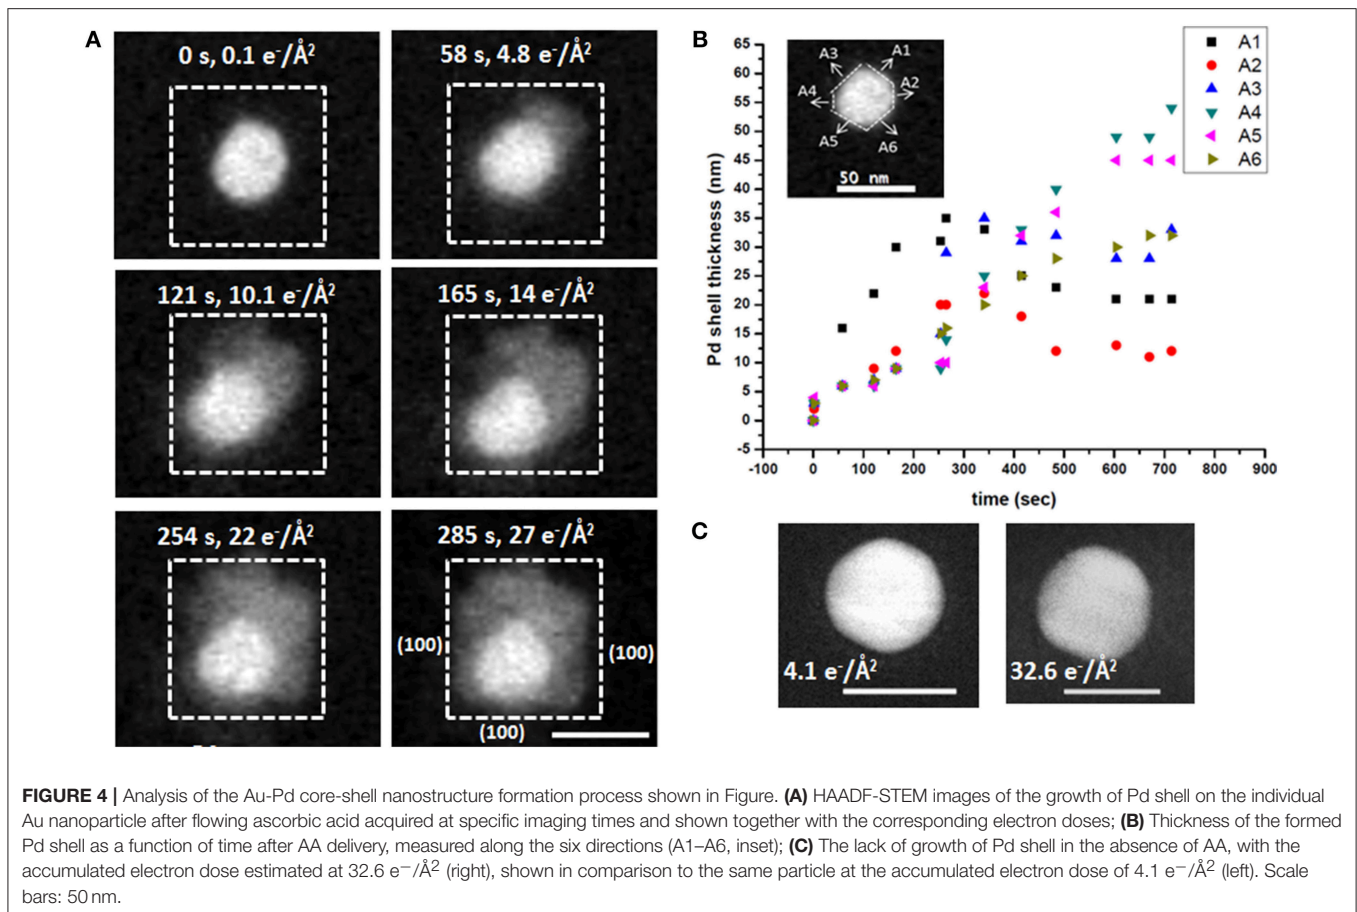 A
0 s, 0.1 e⁻/Å²
58 s, 4.8 e⁻/Å²
121 s, 10.1 e⁻/Å²
165 s, 14 e⁻/Å²
254 s, 22 e⁻/Å²
285 s, 27 e⁻/Å²
(100)
(100)
(100)
B
65
60
55
50
45
40
35
30
25
20
15
10
5
0
-5
Pd shell thickness (nm)
-100
0
100
200
300
400
500
600
700
800
900
time (sec)
A3
A1
A4
A2
A5
A6
50 nm
A1
A2
A3
A4
A5
A6
C
4.1 e⁻/Å²
32.6 e⁻/Å²
FIGURE 4 | Analysis of the Au-Pd core-shell nanostructure formation process shown in Figure. (A) HAADF-STEM images of the growth of Pd shell on the individual
Au nanoparticle after flowing ascorbic acid acquired at specific imaging times and shown together with the corresponding electron doses; (B) Thickness of the formed
Pd shell as a function of time after AA delivery, measured along the six directions (A1–A6, inset); (C) The lack of growth of Pd shell in the absence of AA, with the
accumulated electron dose estimated at 32.6 e⁻/Å² (right), shown in comparison to the same particle at the accumulated electron dose of 4.1 e⁻/Å² (left). Scale
bars: 50 nm.